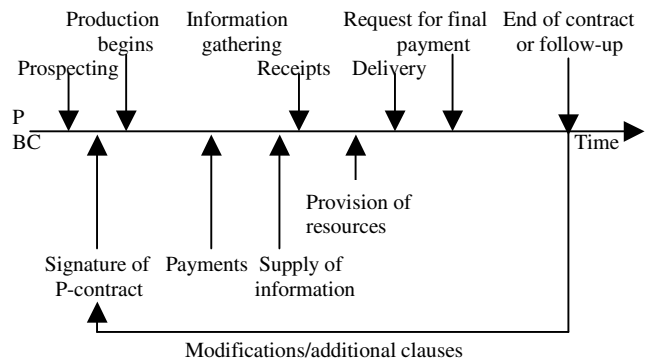 Production begins
Information gathering
Request for final payment
End of contract or follow-up
Prospecting
Receipts
Delivery
P
BC
Time
Provision of resources
Signature of P-contract
Payments
Supply of information
Modifications/additional clauses